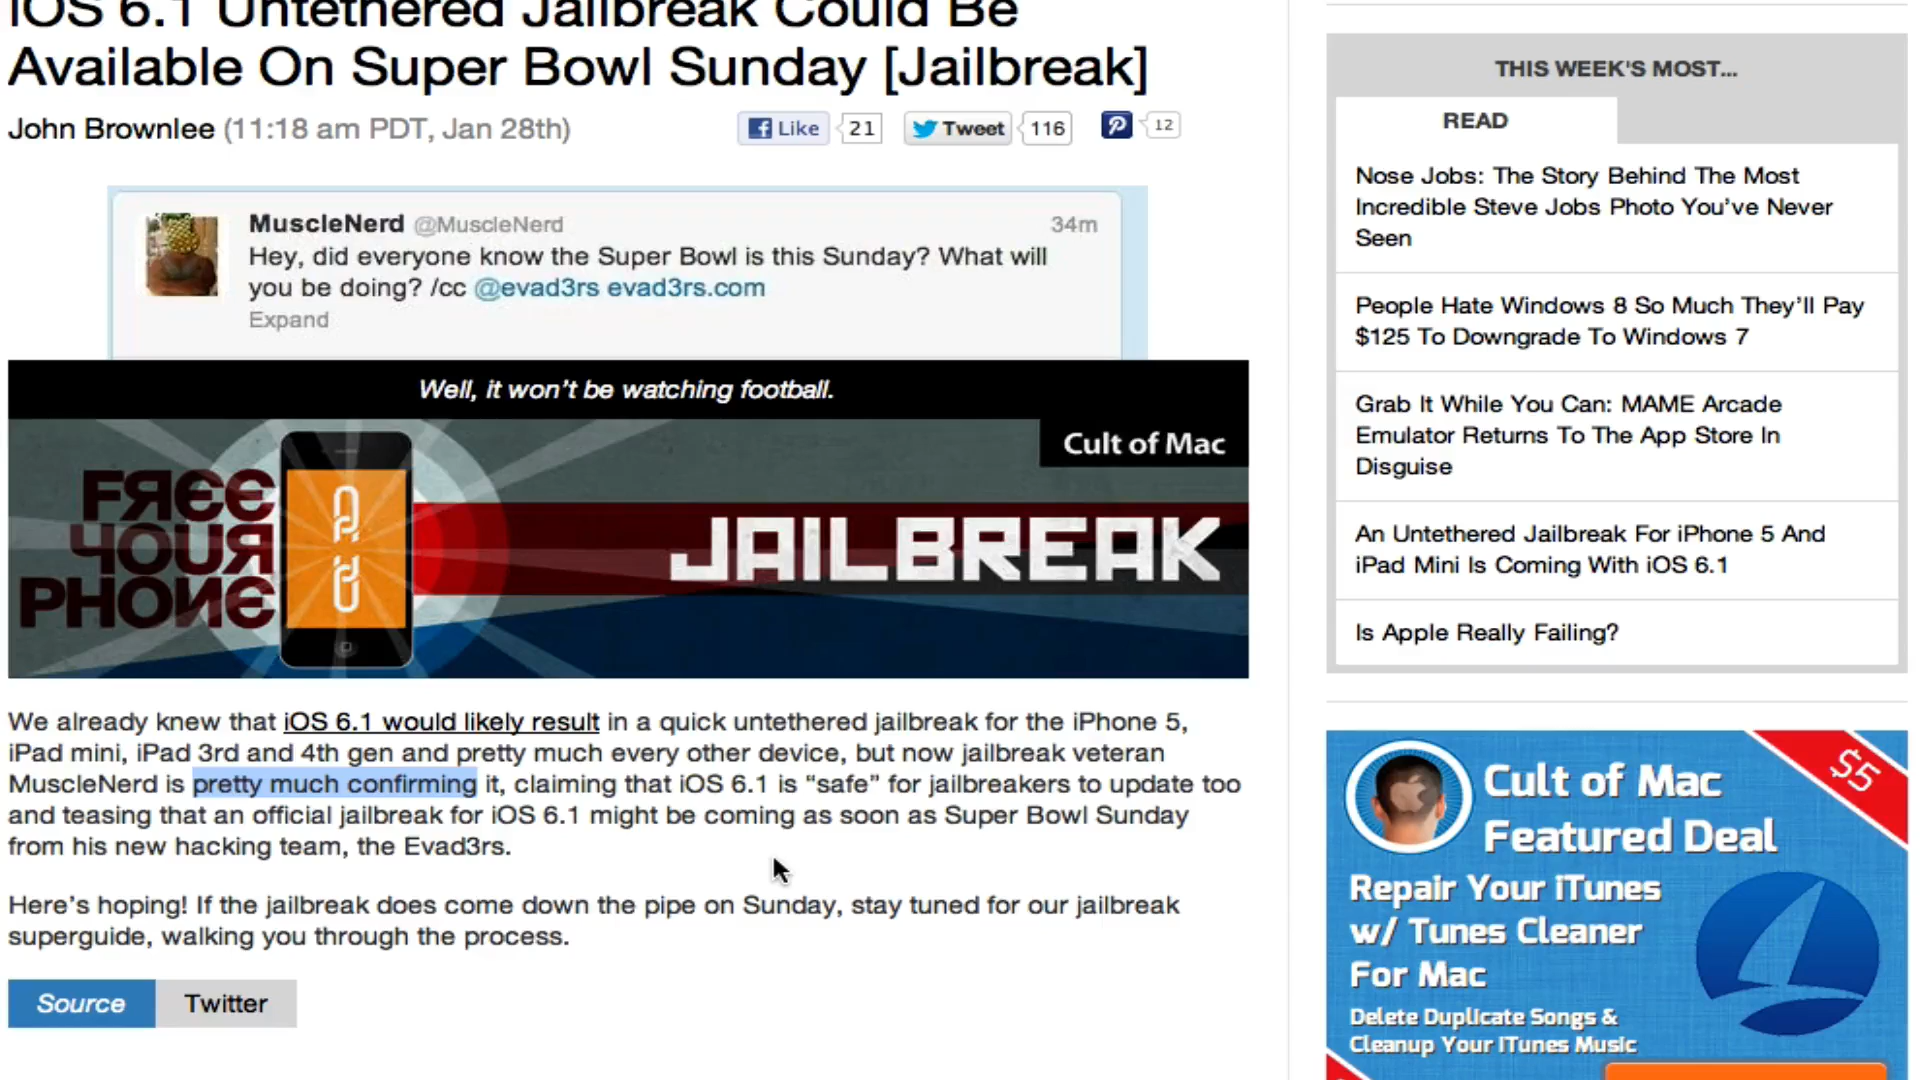 iOS 6.1 Untethered Jailbreak Could Be
Available On Super Bowl Sunday [Jailbreak]
John Brownlee (11:18 am PDT, Jan 28th)
Like 21 Tweet 116 12
MuscleNerd @MuscleNerd 34m
Hey, did everyone know the Super Bowl is this Sunday? What will
you be doing? /cc @evad3rs evad3rs.com
Expand
Well, it won’t be watching football.
Cult of Mac
FREE
YOUR
PHONE
JAILBREAK
We already knew that iOS 6.1 would likely result in a quick untethered jailbreak for the iPhone 5,
iPad mini, iPad 3rd and 4th gen and pretty much every other device, but now jailbreak veteran
MuscleNerd is pretty much confirming it, claiming that iOS 6.1 is “safe” for jailbreakers to update too
and teasing that an official jailbreak for iOS 6.1 might be coming as soon as Super Bowl Sunday
from his new hacking team, the Evad3rs.
Here’s hoping! If the jailbreak does come down the pipe on Sunday, stay tuned for our jailbreak
superguide, walking you through the process.
Source Twitter
THIS WEEK'S MOST...
READ
Nose Jobs: The Story Behind The Most
Incredible Steve Jobs Photo You’ve Never
Seen
People Hate Windows 8 So Much They’ll Pay
$125 To Downgrade To Windows 7
Grab It While You Can: MAME Arcade
Emulator Returns To The App Store In
Disguise
An Untethered Jailbreak For iPhone 5 And
iPad Mini Is Coming With iOS 6.1
Is Apple Really Failing?
$5
Cult of Mac
Featured Deal
Repair Your iTunes
w/ Tunes Cleaner
For Mac
Delete Duplicate Songs &
Cleanup Your iTunes Music